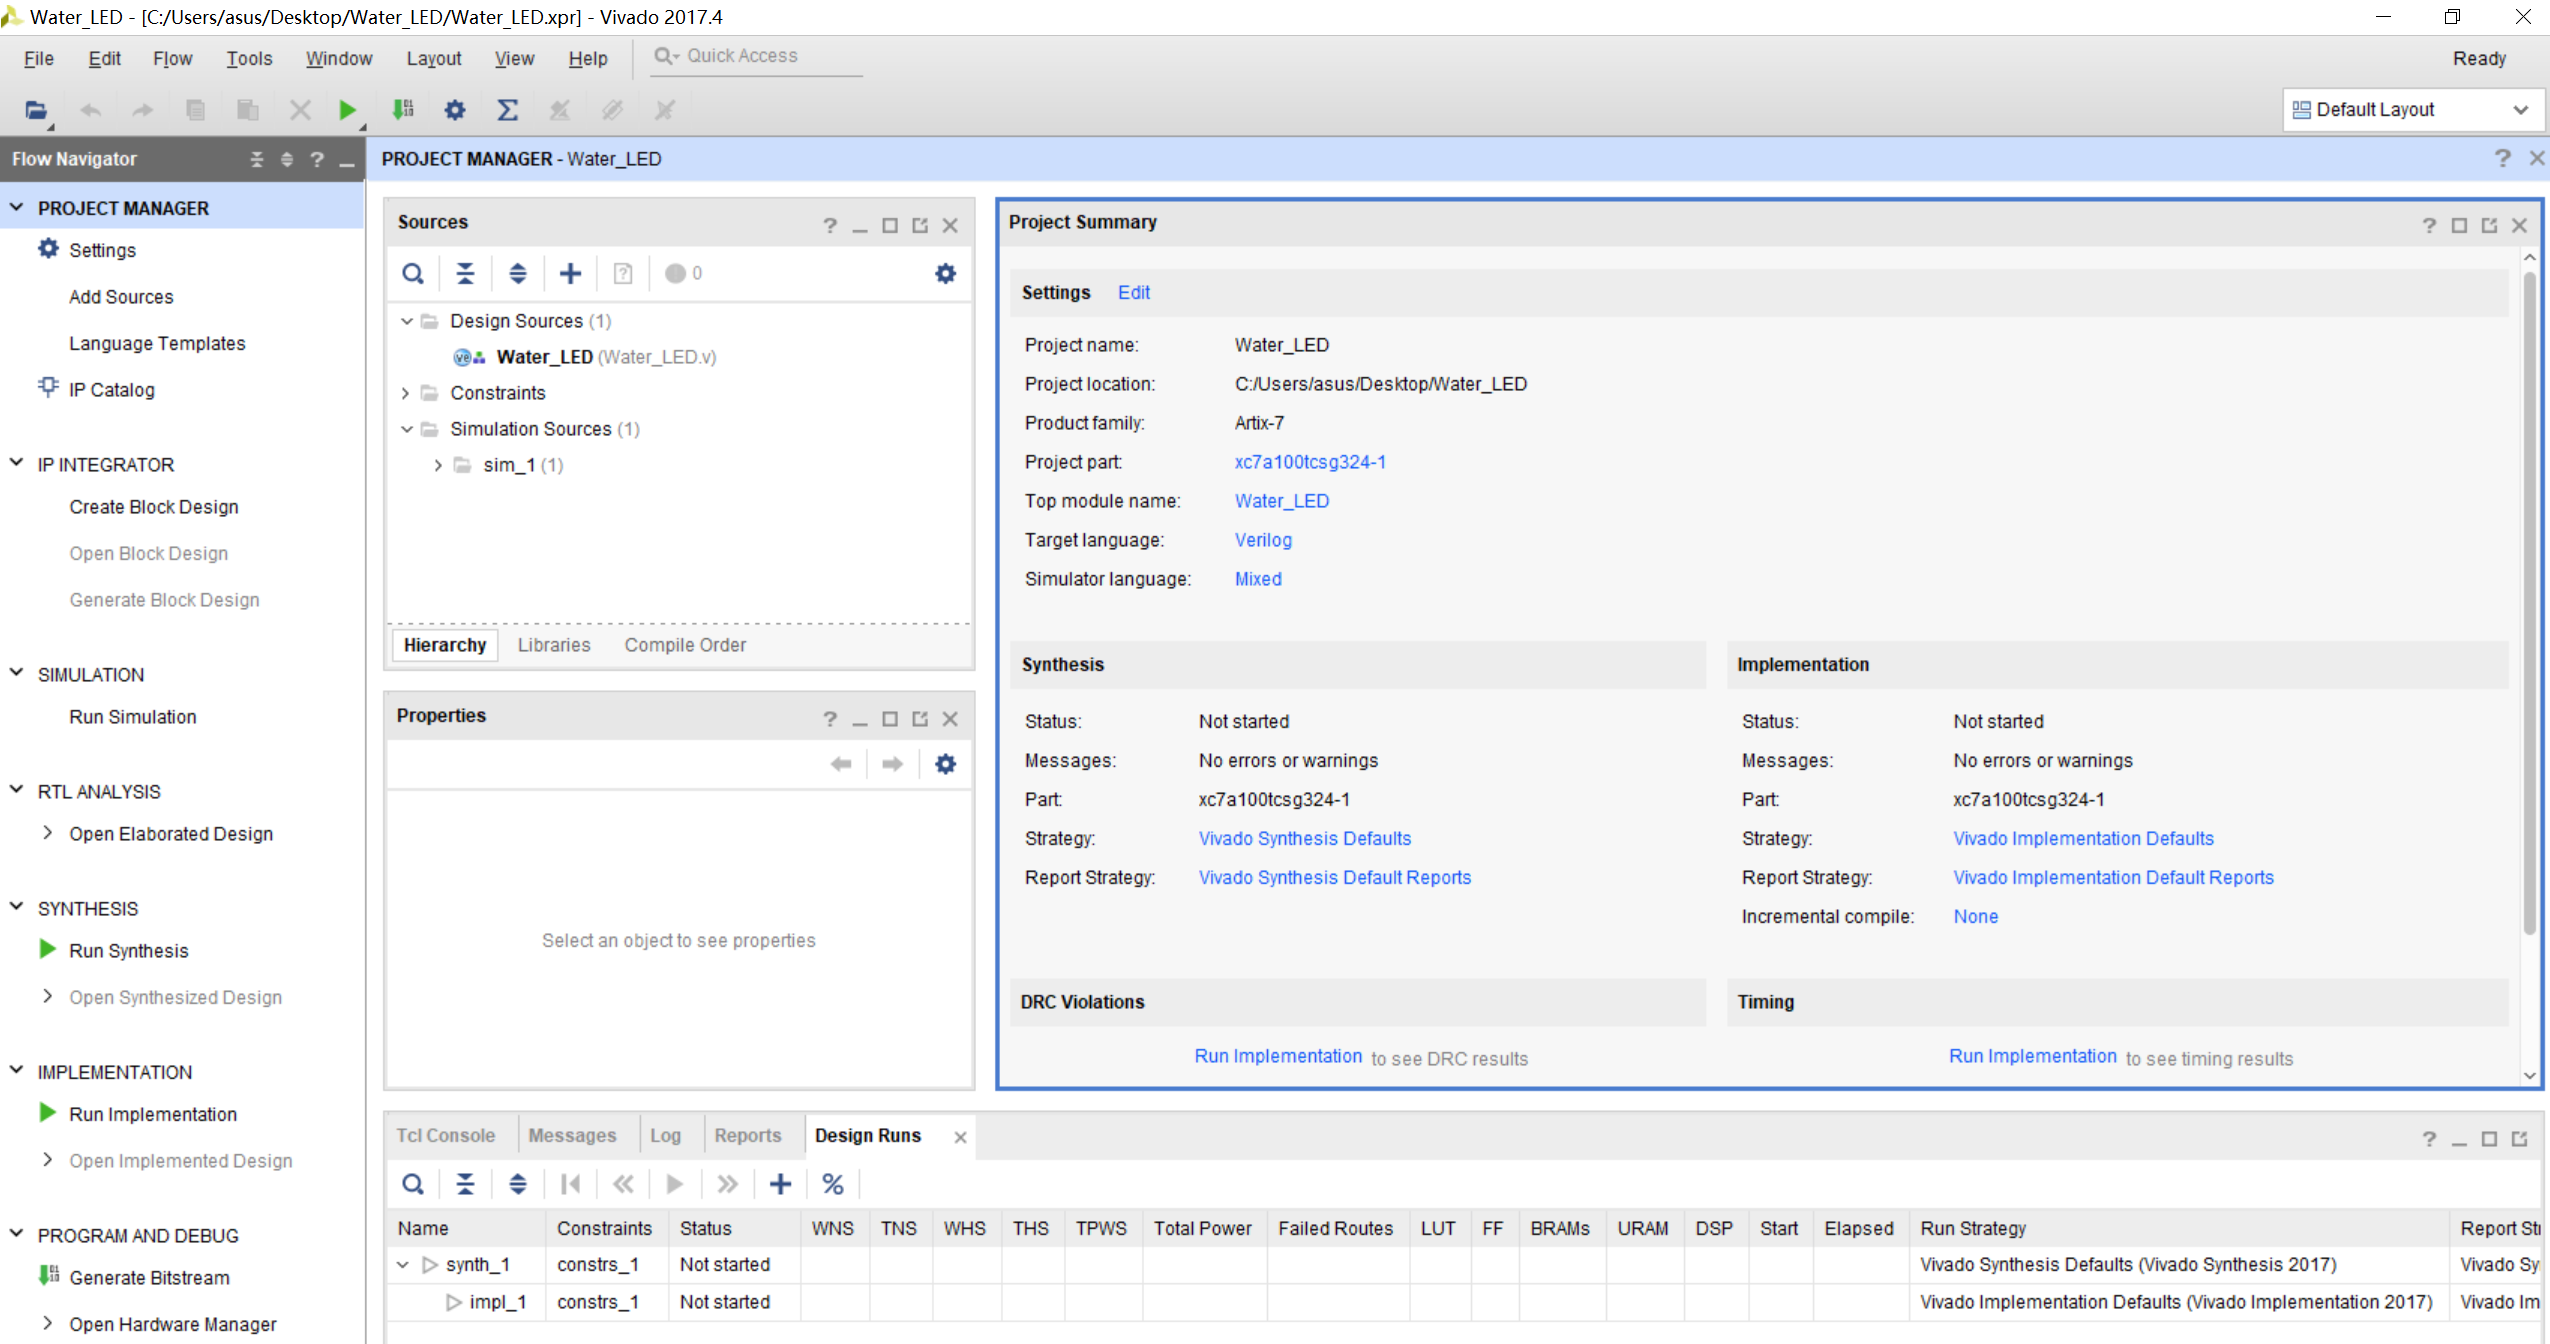 Water_LED - [C:/Users/asus/Desktop/Water_LED/Water_LED.xpr] - Vivado 2017.4
File Edit Flow Tools Window Layout View Help Quick Access Ready
Default Layout
Flow Navigator
PROJECT MANAGER
Settings
Add Sources
Language Templates
IP Catalog
IP INTEGRATOR
Create Block Design
Open Block Design
Generate Block Design
SIMULATION
Run Simulation
RTL ANALYSIS
Open Elaborated Design
SYNTHESIS
Run Synthesis
Open Synthesized Design
IMPLEMENTATION
Run Implementation
Open Implemented Design
PROGRAM AND DEBUG
Generate Bitstream
Open Hardware Manager
PROJECT MANAGER - Water_LED
Sources
0
Design Sources (1)
Water_LED (Water_LED.v)
Constraints
Simulation Sources (1)
sim_1 (1)
Hierarchy Libraries Compile Order
Properties
Select an object to see properties
Project Summary
Settings Edit
Project name: Water_LED
Project location: C:/Users/asus/Desktop/Water_LED
Product family: Artix-7
Project part: xc7a100tcsg324-1
Top module name: Water_LED
Target language: Verilog
Simulator language: Mixed
Synthesis
Status: Not started
Messages: No errors or warnings
Part: xc7a100tcsg324-1
Strategy: Vivado Synthesis Defaults
Report Strategy: Vivado Synthesis Default Reports
Implementation
Status: Not started
Messages: No errors or warnings
Part: xc7a100tcsg324-1
Strategy: Vivado Implementation Defaults
Report Strategy: Vivado Implementation Default Reports
Incremental compile: None
DRC Violations
Run Implementation to see DRC results
Timing
Run Implementation to see timing results
Tcl Console Messages Log Reports Design Runs
Name Constraints Status WNS TNS WHS THS TPWS Total Power Failed Routes LUT FF BRAMs URAM DSP Start Elapsed Run Strategy Report Str
synth_1 constrs_1 Not started Vivado Synthesis Defaults (Vivado Synthesis 2017) Vivado Sy
impl_1 constrs_1 Not started Vivado Implementation Defaults (Vivado Implementation 2017) Vivado Im